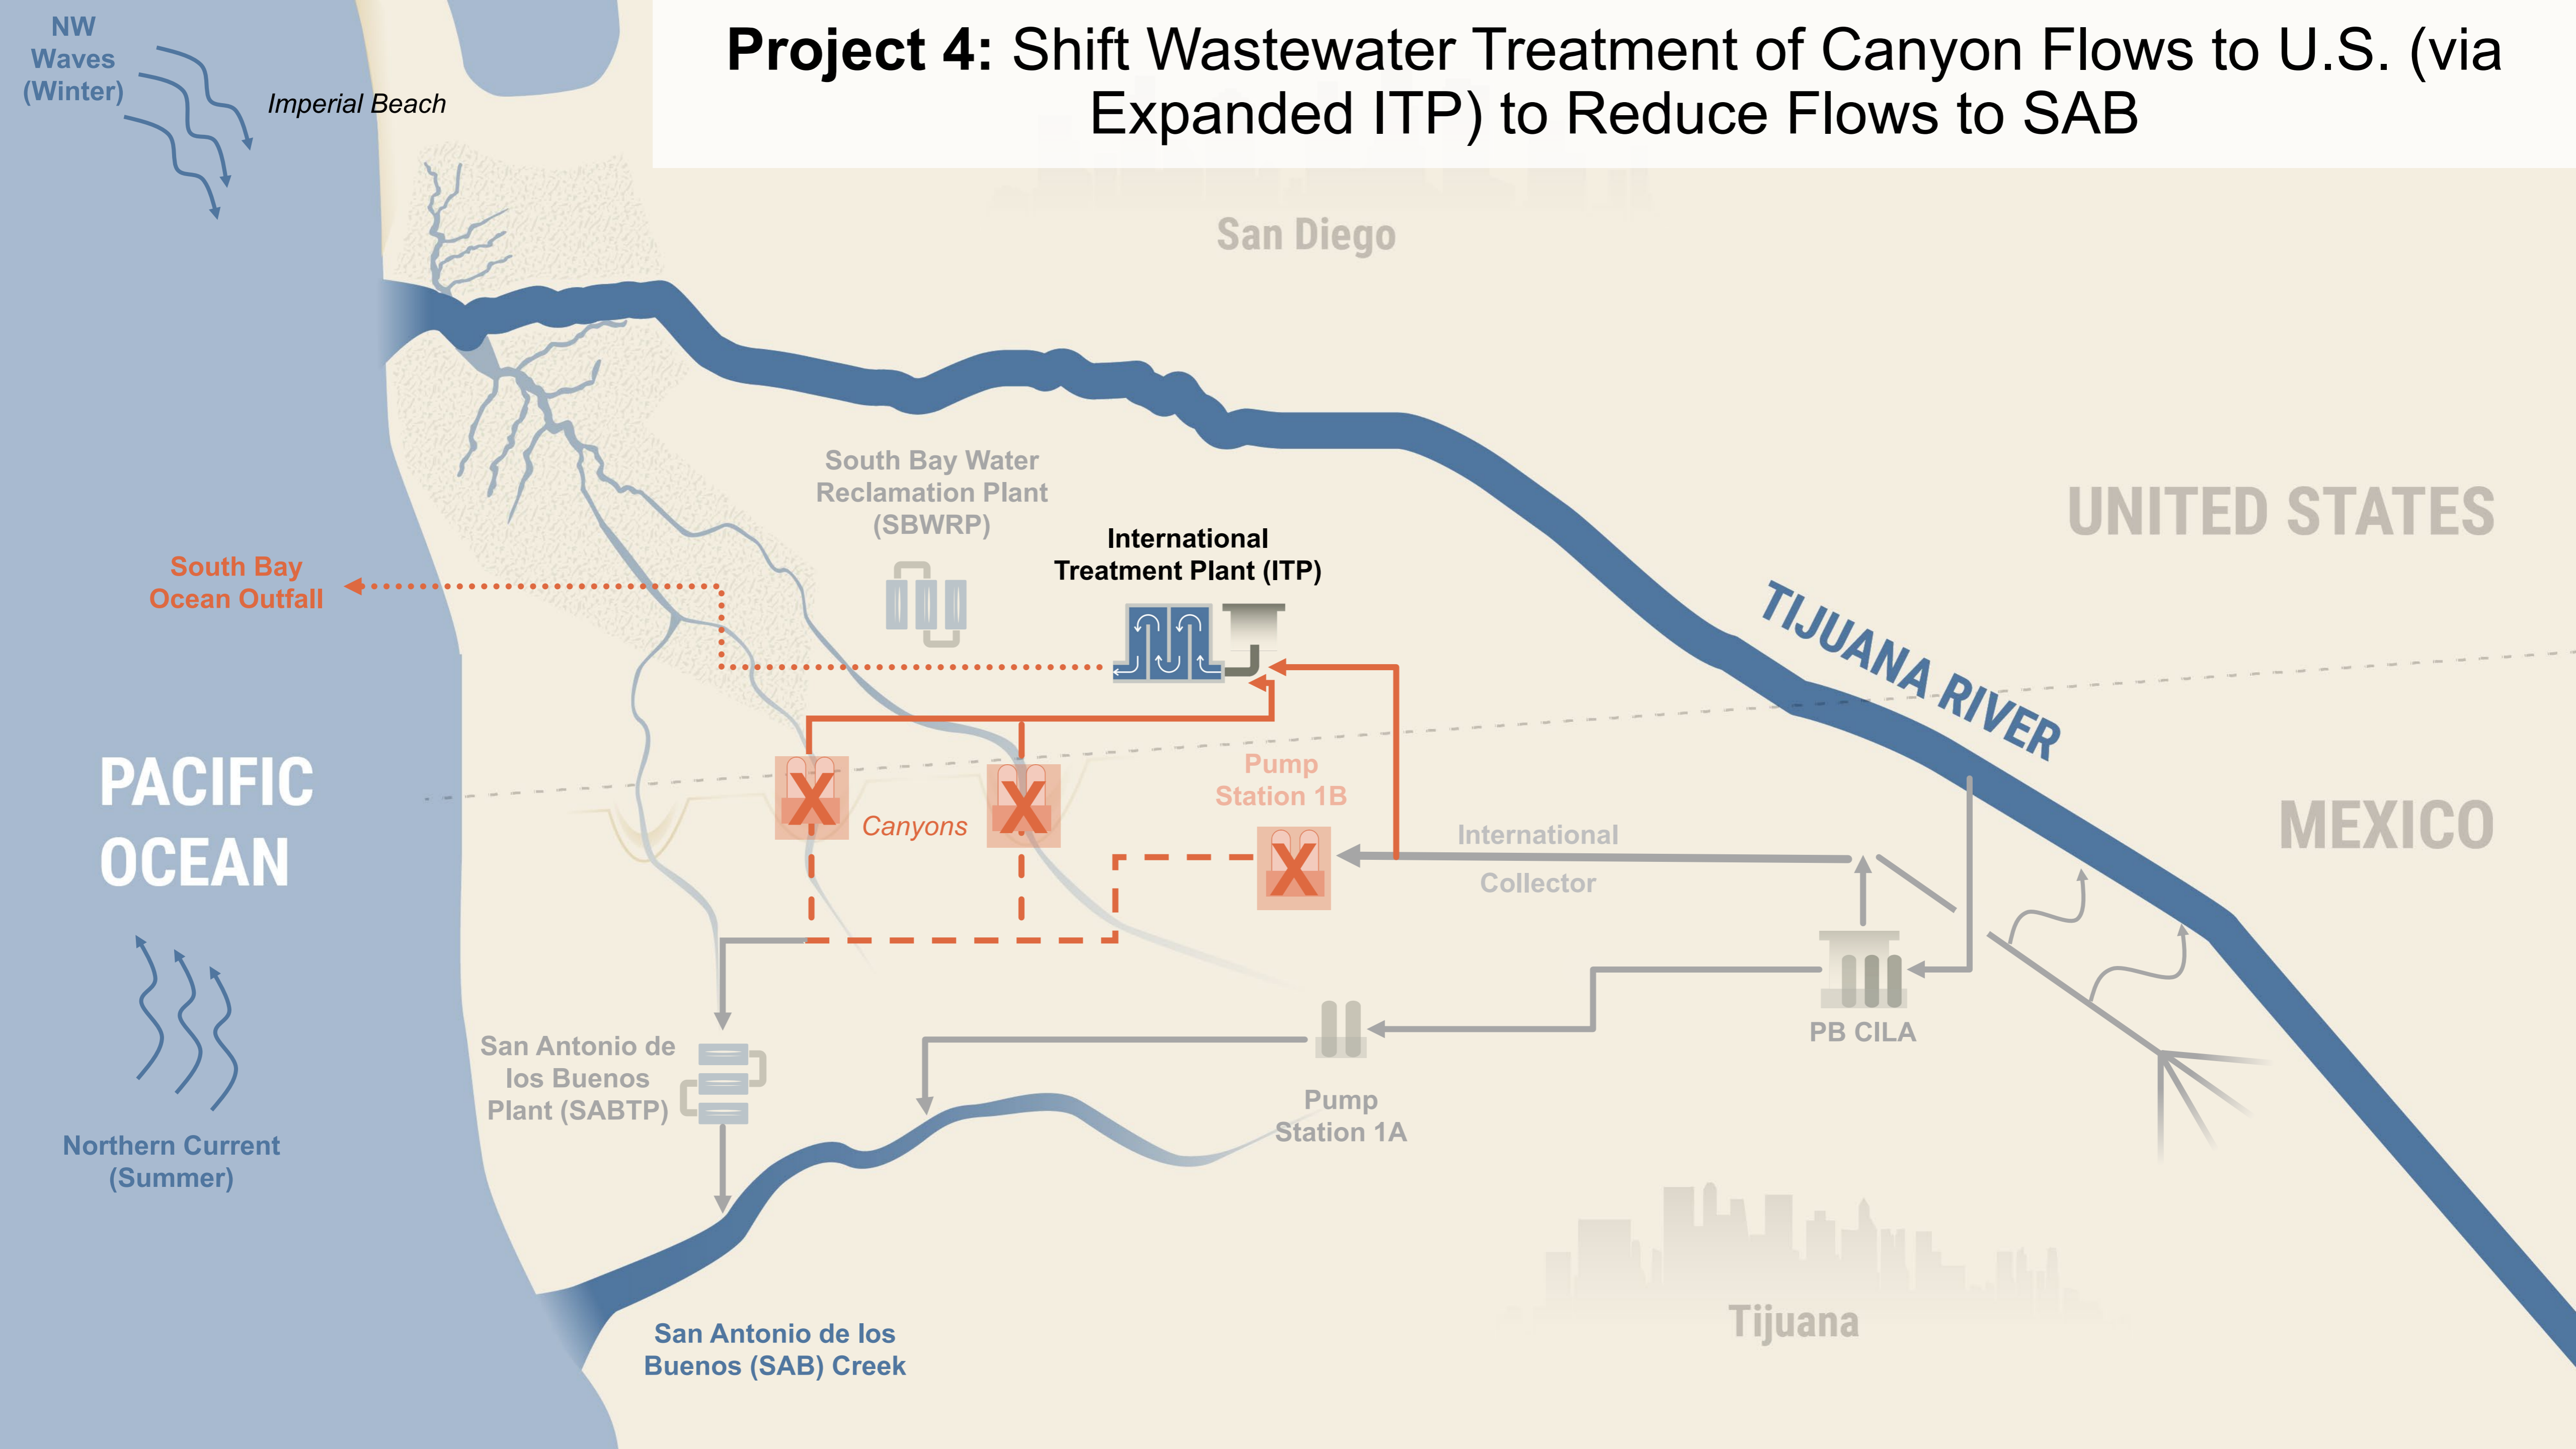 Project 4: Shift Wastewater Treatment of Canyon Flows to U.S. (via
Expanded ITP) to Reduce Flows to SAB
NW
Waves
(Winter)
Imperial Beach
San Diego
South Bay Water
Reclamation Plant
(SBWRP)
International
Treatment Plant (ITP)
UNITED STATES
South Bay
Ocean Outfall
TIJUANA RIVER
PACIFIC
OCEAN
X
Canyons
X
Pump
Station 1B
X
International
Collector
MEXICO
Northern Current
(Summer)
San Antonio de
los Buenos
Plant (SABTP)
Pump
Station 1A
PB CILA
San Antonio de los
Buenos (SAB) Creek
Tijuana